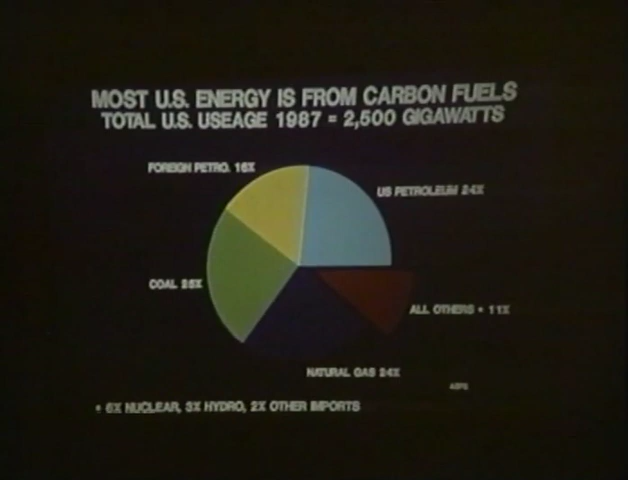 MOST U.S. ENERGY IS FROM CARBON FUELS
TOTAL U.S. USEAGE 1987 = 2,500 GIGAWATTS
FOREIGN PETRO. 16%
US PETROLEUM 24%
COAL 25%
ALL OTHERS * 11%
NATURAL GAS 24%
* 6% NUCLEAR, 3% HYDRO, 2% OTHER IMPORTS